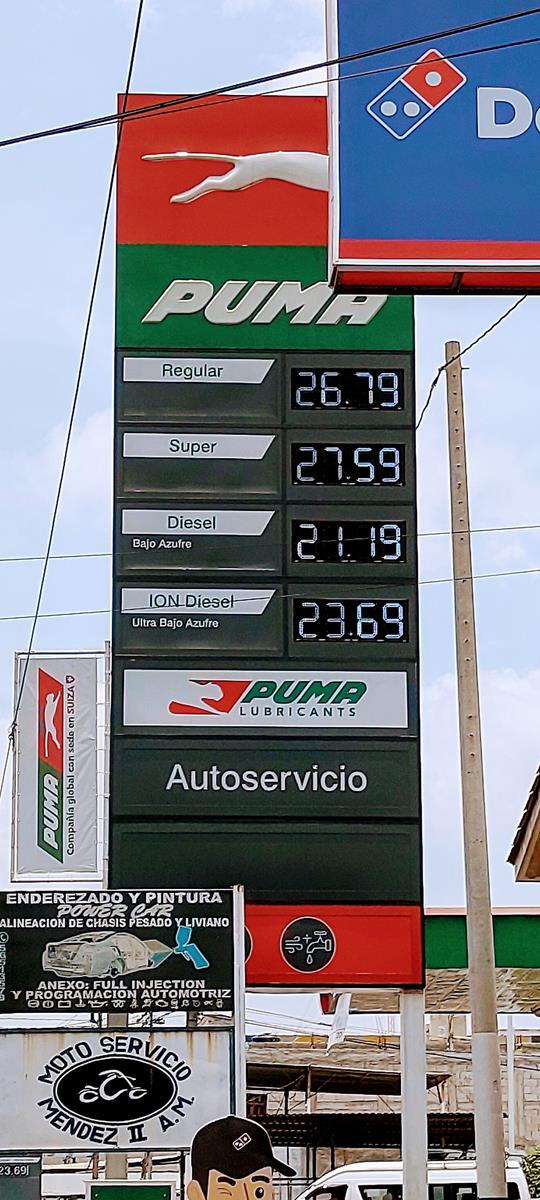 PUMA
Regular 26.79
Super 27.59
Diesel 21.19
Bajo Azufre
ION Diesel 23.69
Ultra Bajo Azufre
PUMA
LUBRICANTS
Autoservicio
PUMA
Compañía global con sede en SUIZA
ENDEREZADO Y PINTURA
POWER CAR
ALINEACION DE CHASIS PESADO Y LIVIANO
ANEXO: FULL INJECTION
Y PROGRAMACION AUTOMOTRIZ
MOTO SERVICIO
MENDEZ II A.M.
23.69